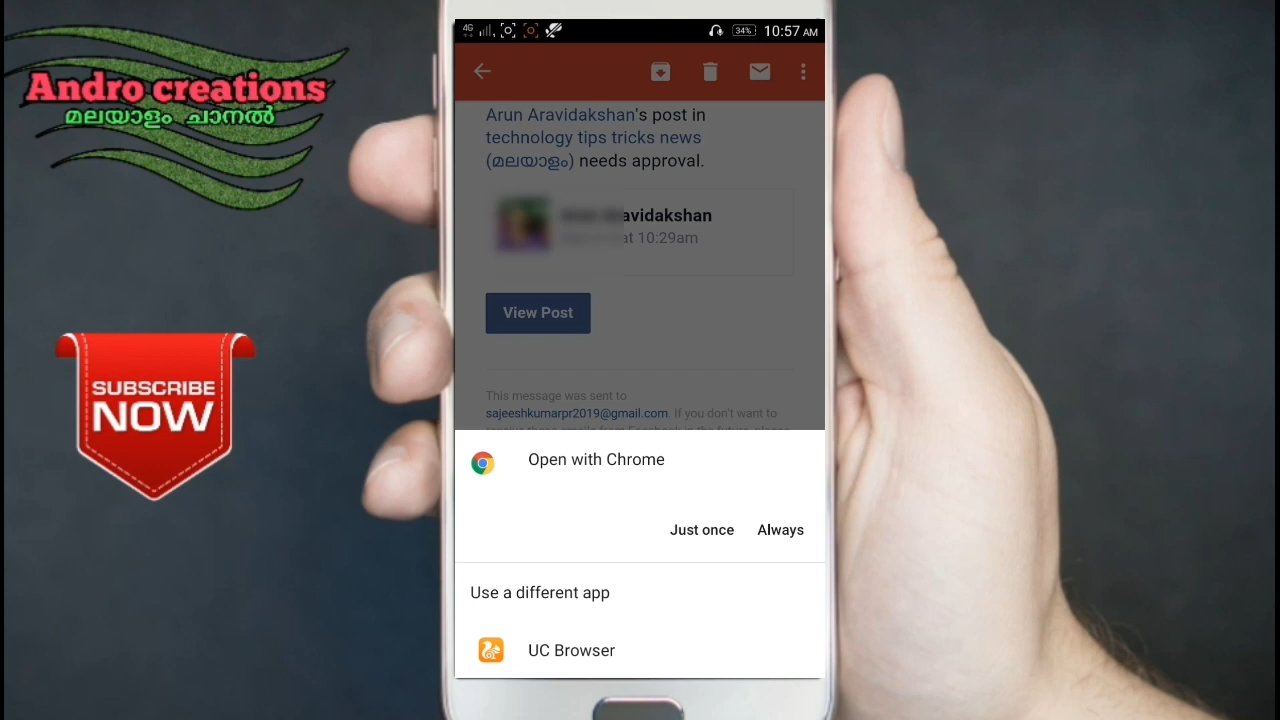 Andro creations
മലയാളം ചാനൽ
SUBSCRIBE
NOW
4G
34%
10:57 AM
Arun Aravidakshan's post in
technology tips tricks news
(മലയാളം) needs approval.
avidakshan
at 10:29am
View Post
This message was sent to
sajeeshkumarpr2019@gmail.com. If you don't want to
Open with Chrome
Just once Always
Use a different app
UC Browser